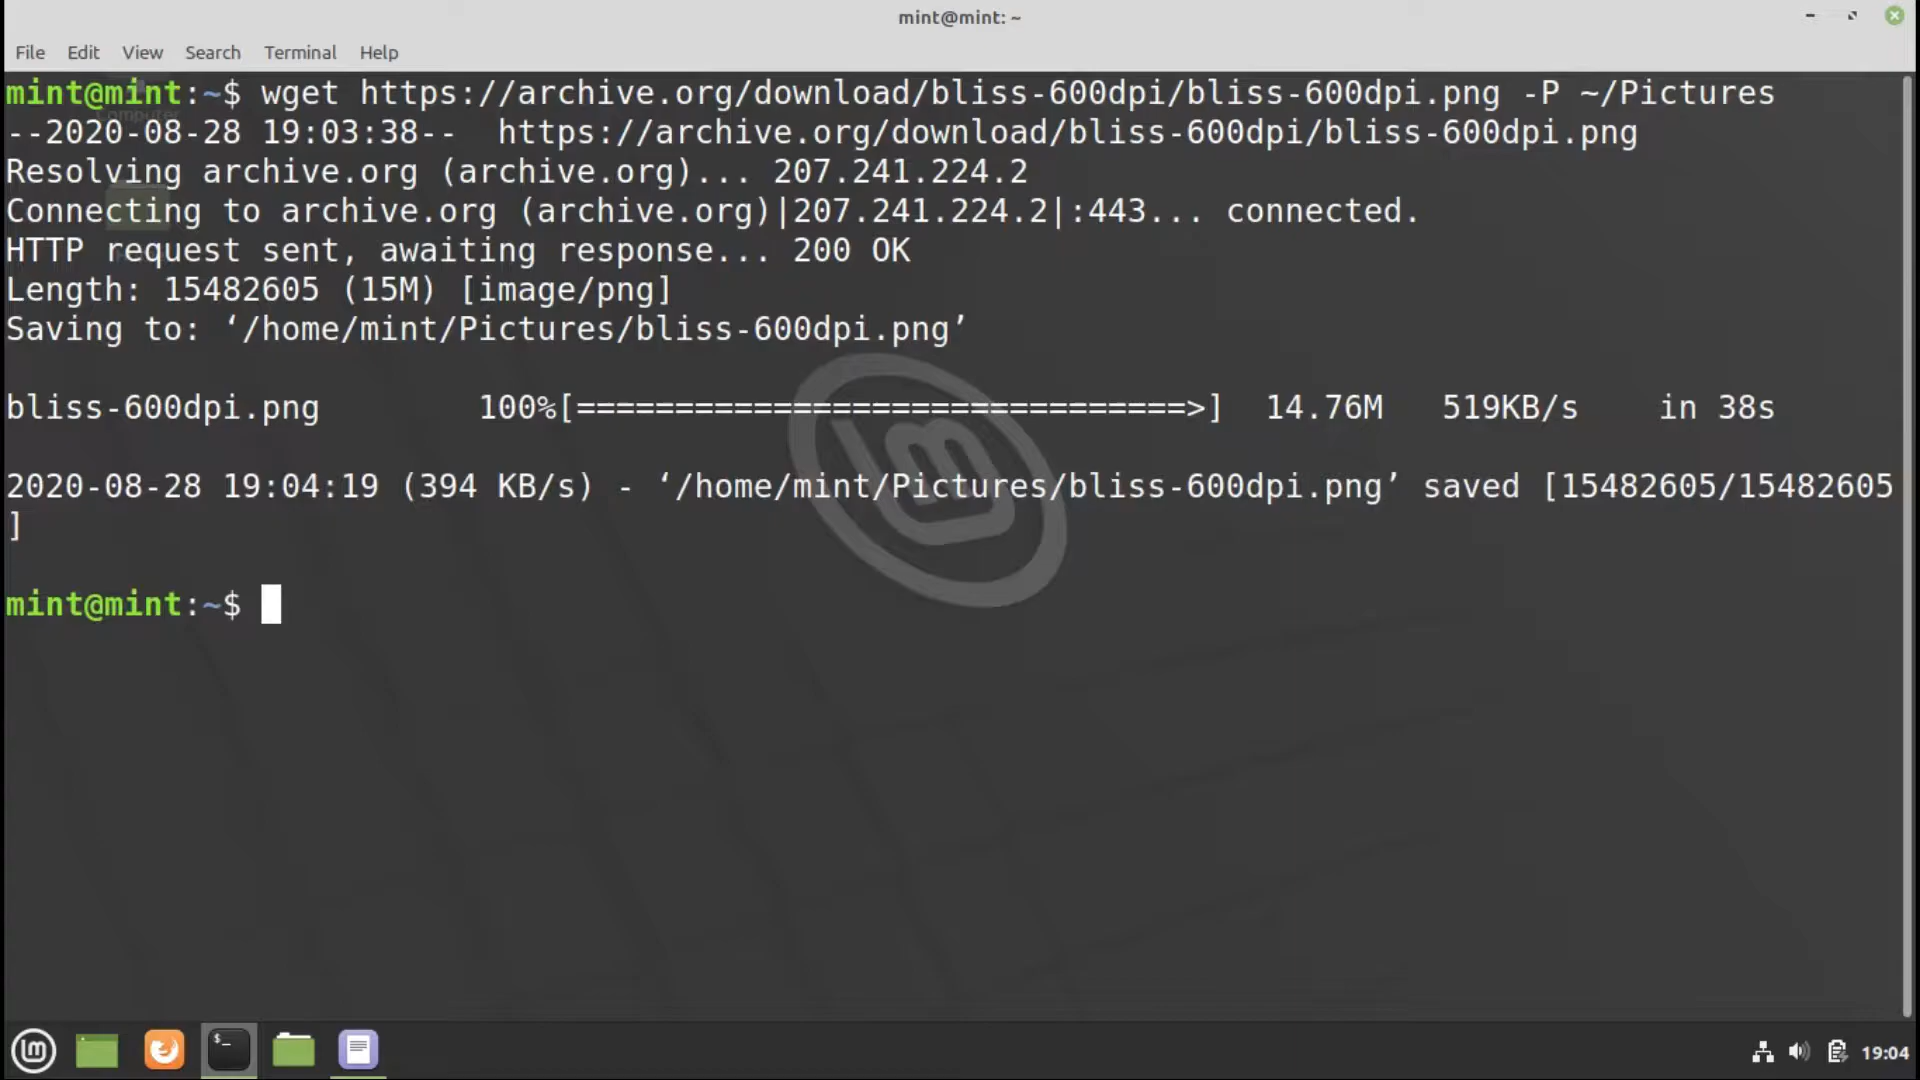 mint@mint: ~
File Edit View Search Terminal Help
mint@mint:~$ wget https://archive.org/download/bliss-600dpi/bliss-600dpi.png -P ~/Pictures
Computer
--2020-08-28 19:03:38--  https://archive.org/download/bliss-600dpi/bliss-600dpi.png
Resolving archive.org (archive.org)... 207.241.224.2
Connecting to archive.org (archive.org)|207.241.224.2|:443... connected.
HTTP request sent, awaiting response... 200 OK
Length: 15482605 (15M) [image/png]
Saving to: ‘/home/mint/Pictures/bliss-600dpi.png’
bliss-600dpi.png        100%[===============================>]  14.76M   519KB/s    in 38s
2020-08-28 19:04:19 (394 KB/s) - ‘/home/mint/Pictures/bliss-600dpi.png’ saved [15482605/15482605
]
mint@mint:~$
$_
19:04